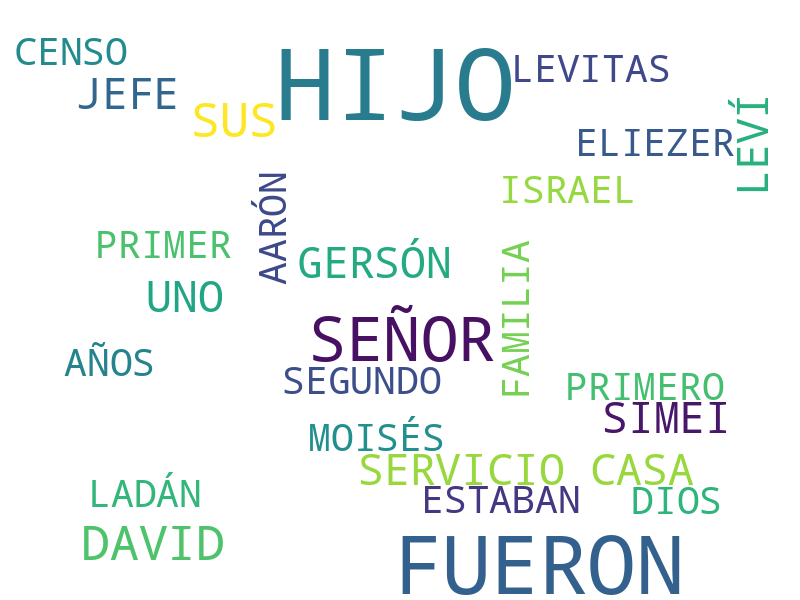 CENSO
HIJO
LEVITAS
JEFE
SUS
LEVÍ
ELIEZER
ISRAEL
AARÓN
PRIMER
GERSÓN
FAMILIA
UNO
SEÑOR
AÑOS
SEGUNDO
PRIMERO
SIMEI
MOISÉS
SERVICIO CASA
LADÁN
ESTABAN
DIOS
DAVID
FUERON